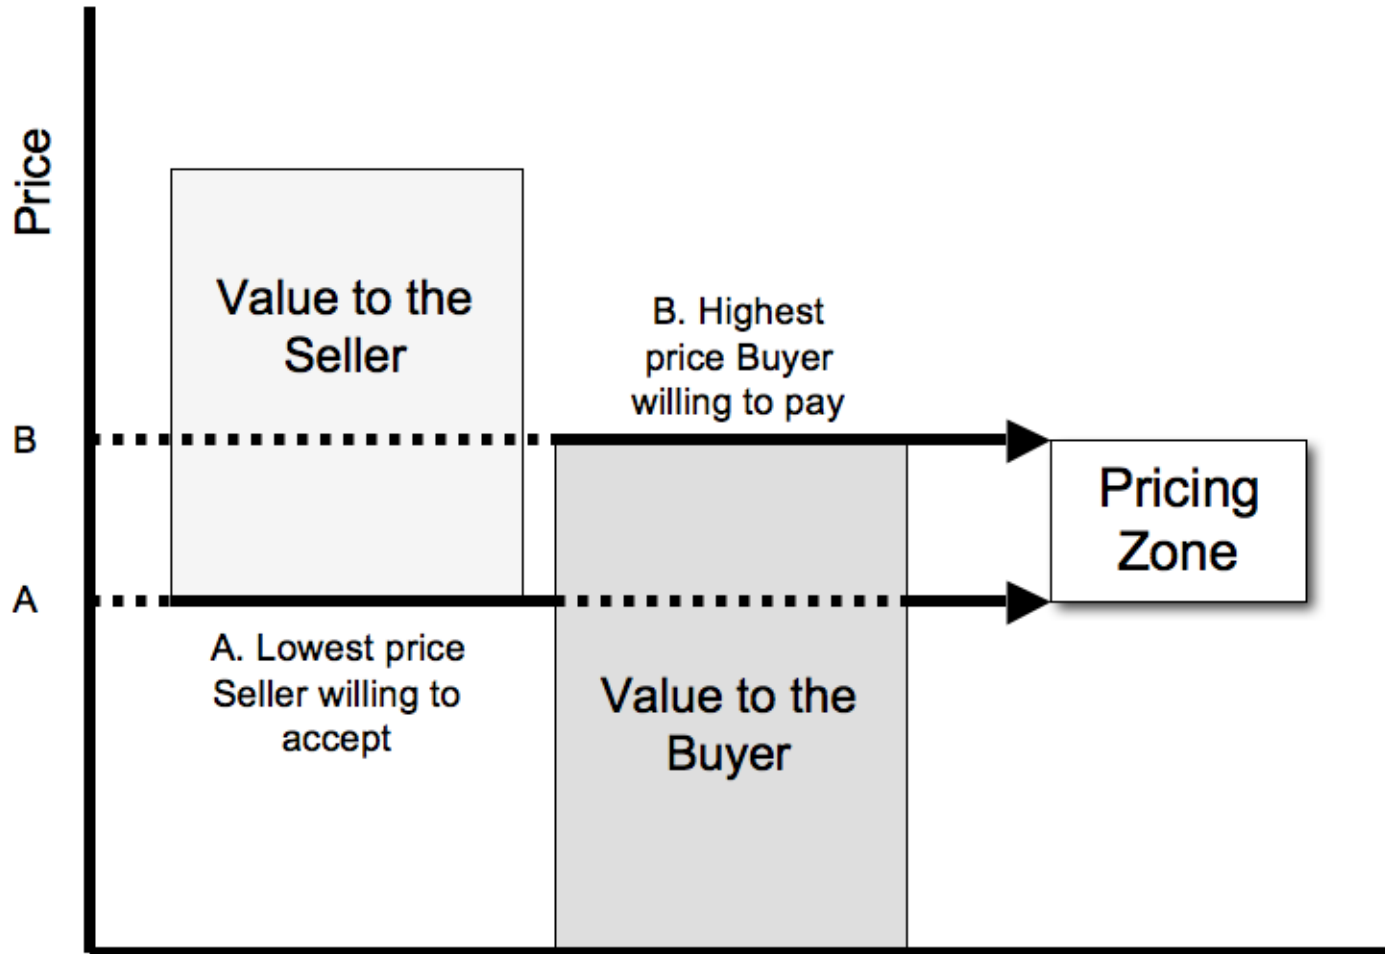 Price
Value to the
Seller
B. Highest
price Buyer
willing to pay
B
Pricing
Zone
A
A. Lowest price
Seller willing to
accept
Value to the
Buyer